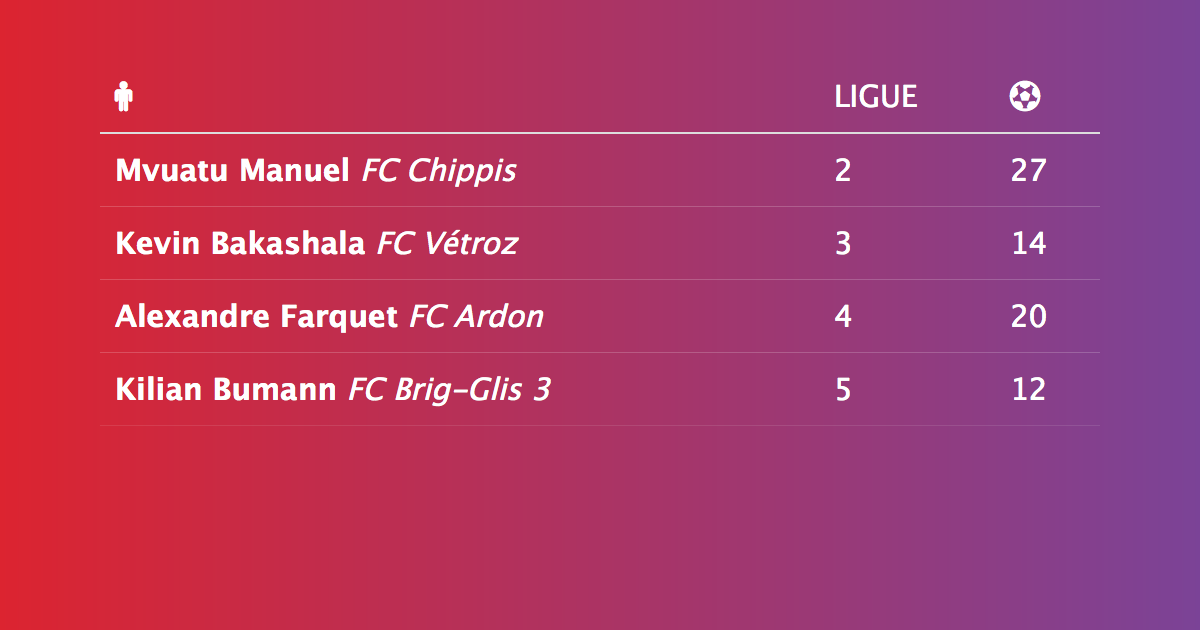 LIGUE
Mvuatu Manuel FC Chippis 2 27
Kevin Bakashala FC Vétroz 3 14
Alexandre Farquet FC Ardon 4 20
Kilian Bumann FC Brig-Glis 3 5 12